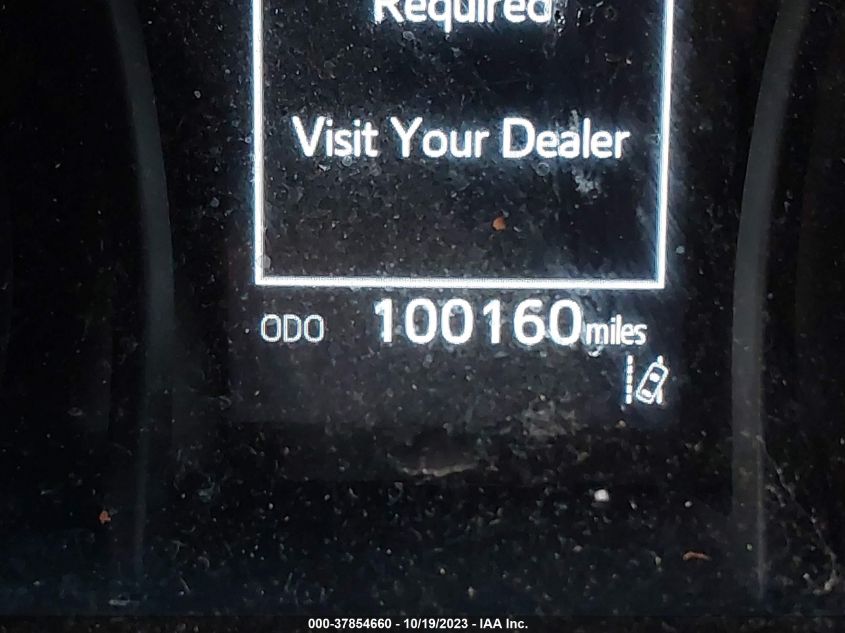 Required
Visit Your Dealer
ODO 100160 miles
000-37854660 - 10/19/2023 - IAA Inc.